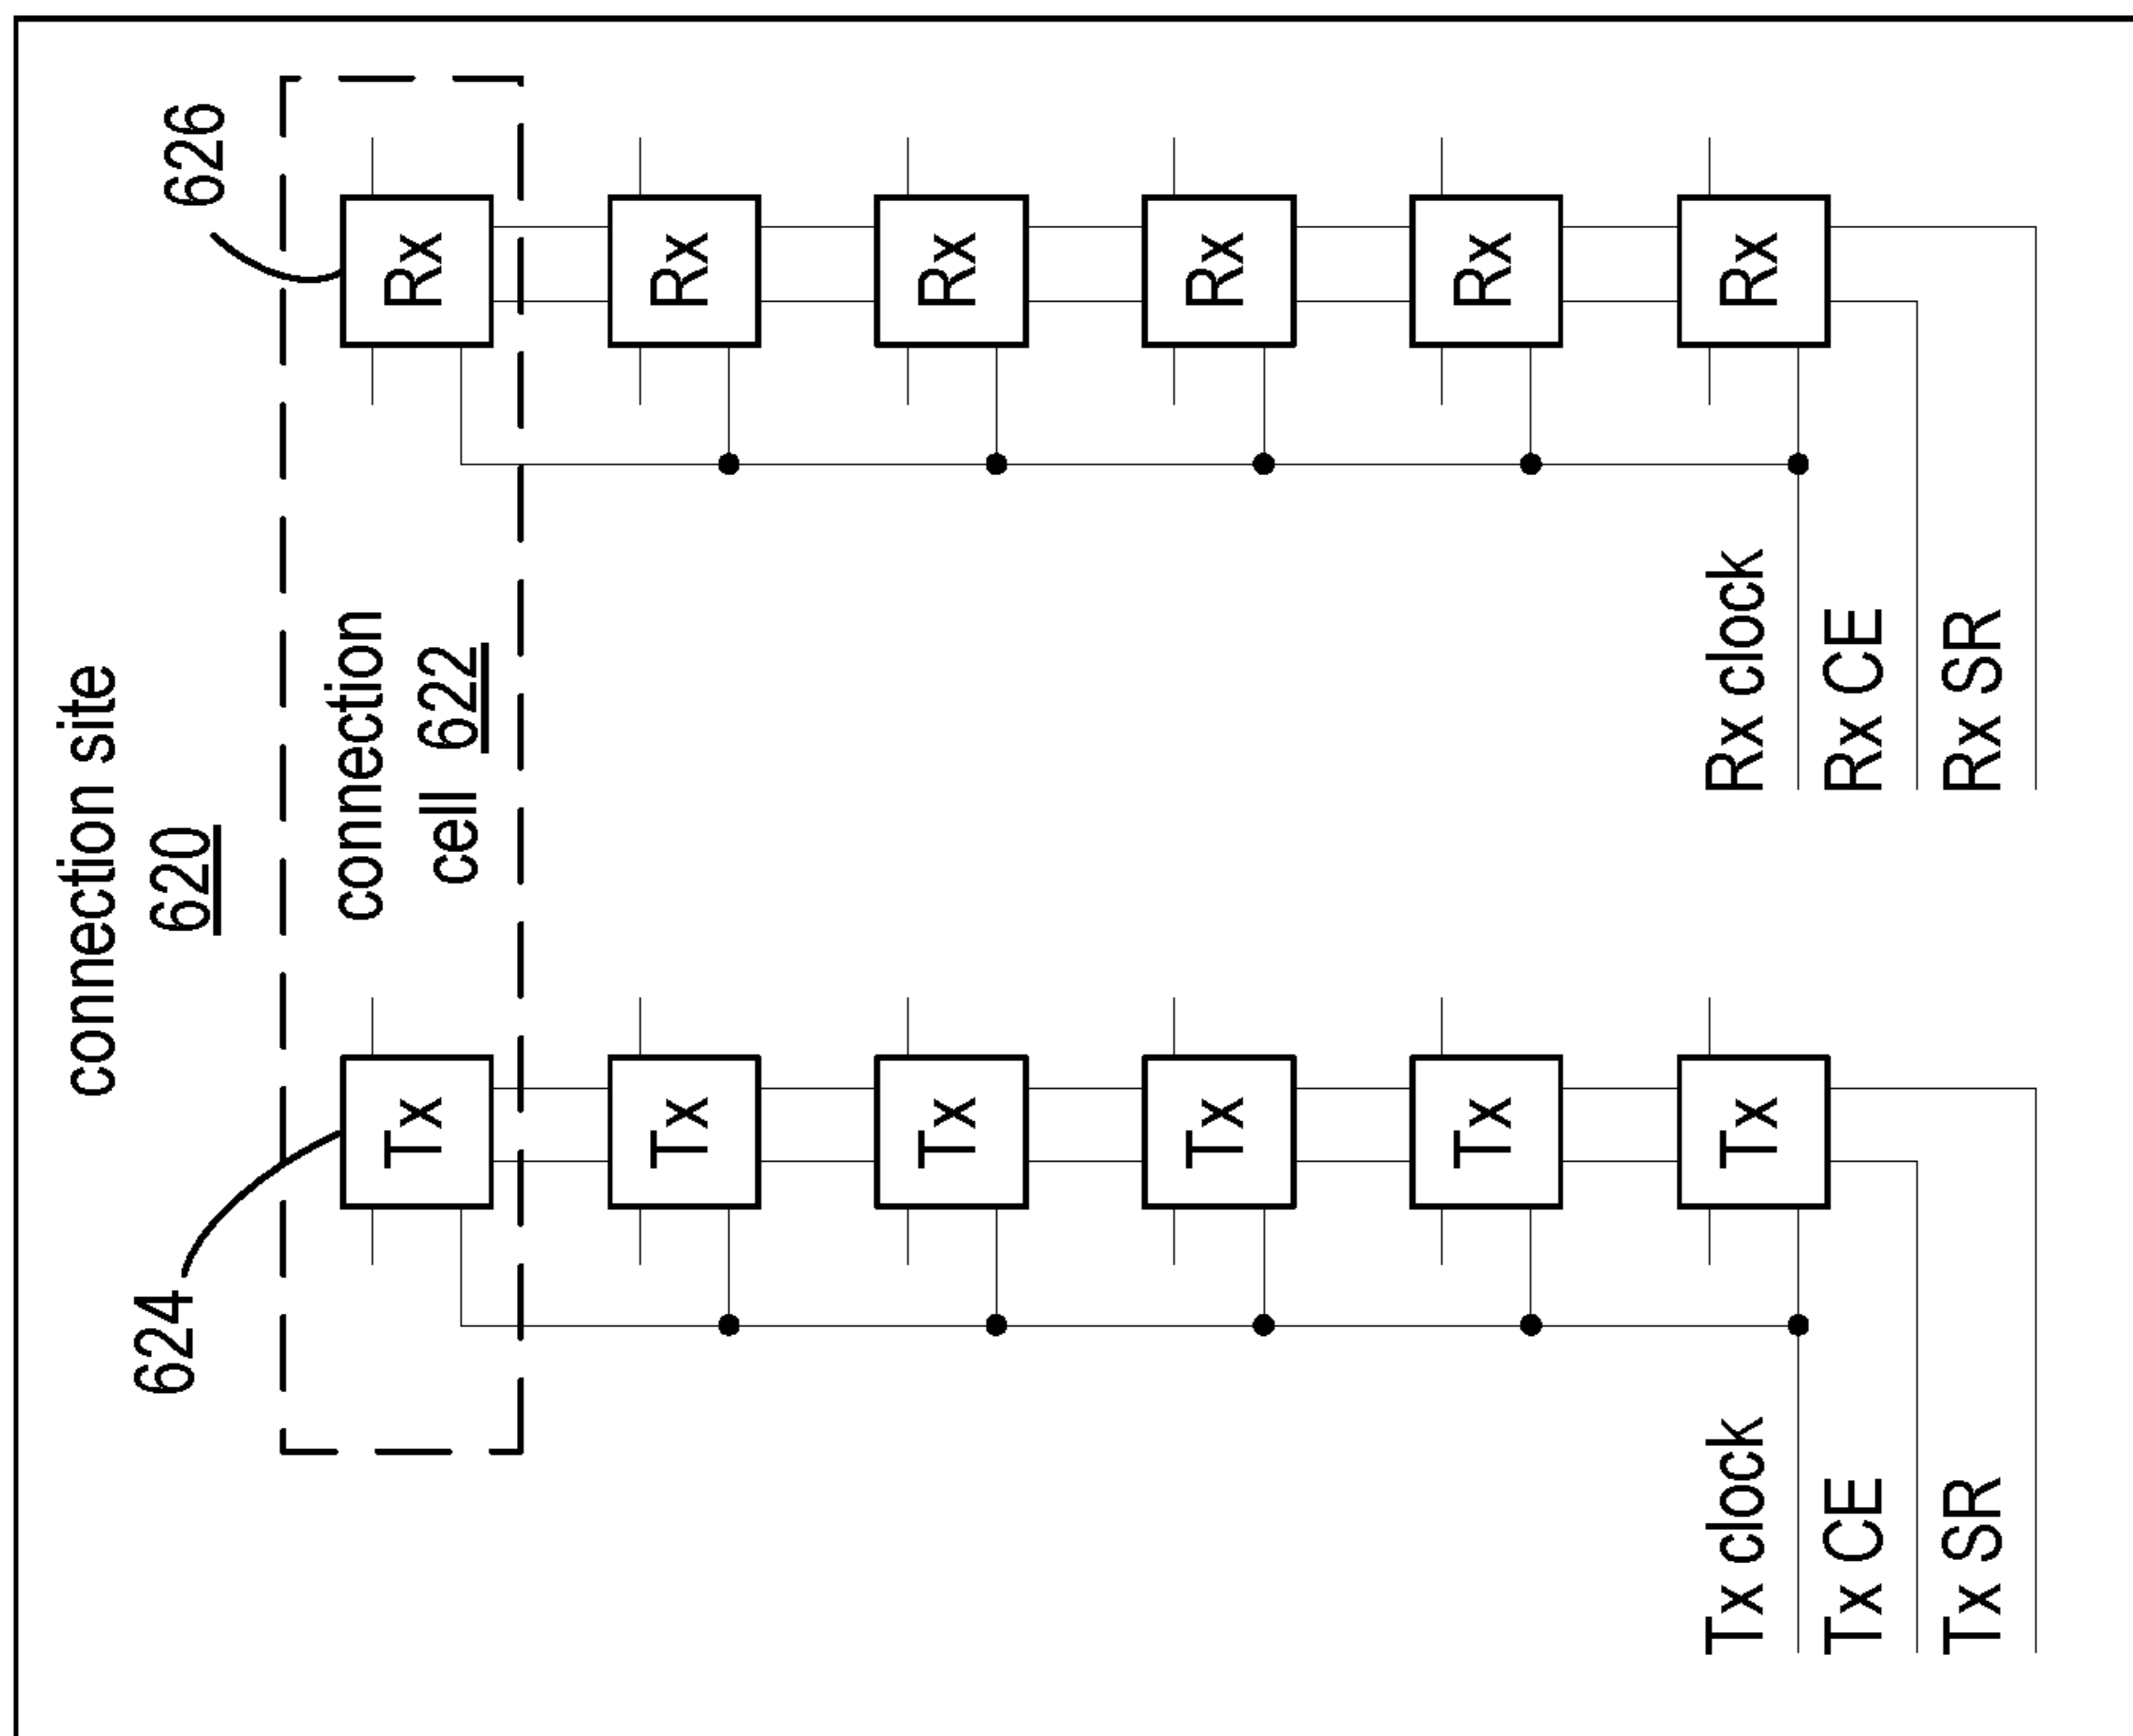 connection site
620
624
626
connection
cell 622
Tx
Rx
Tx
Rx
Tx
Rx
Tx
Rx
Tx
Rx
Tx
Rx
Tx clock
Rx clock
Tx CE
Rx CE
Tx SR
Rx SR